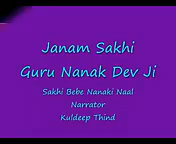 Janam Sakhi
Guru Nanak Dev Ji
Sakhi Bebe Nanaki Naal
Narrator
Kuldeep Thind